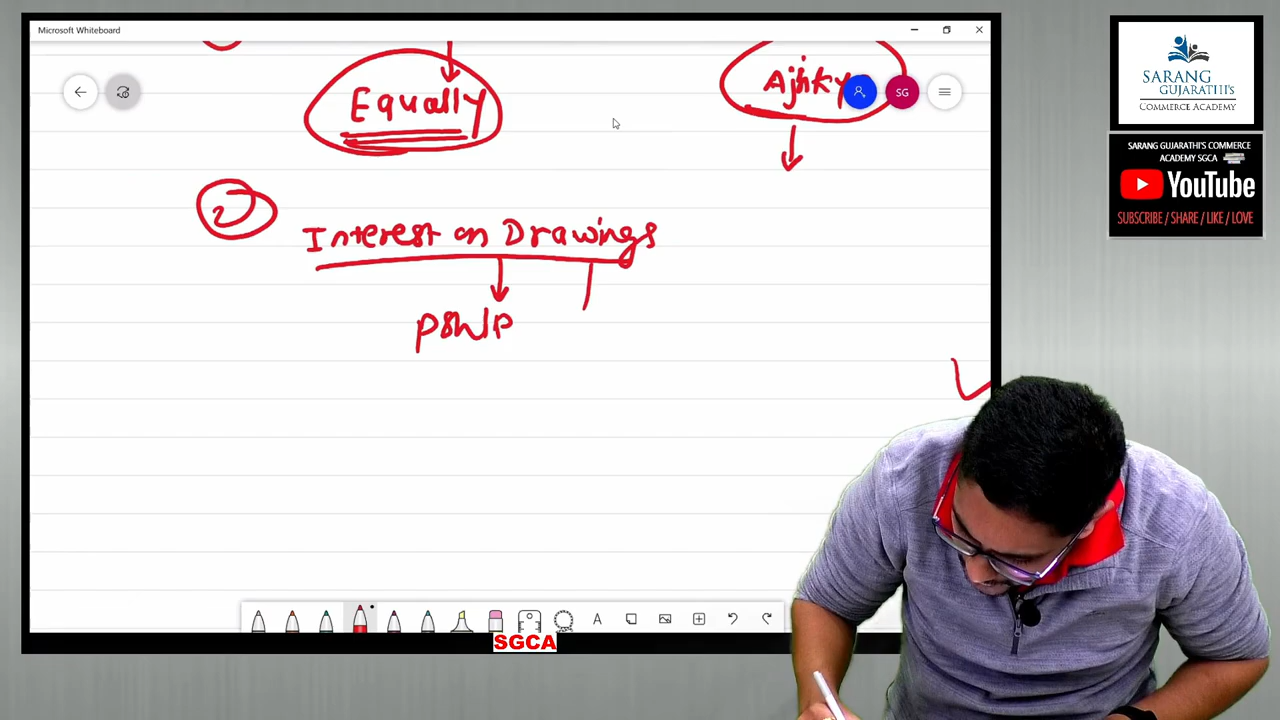 Microsoft Whiteboard
Equally
SG
2
Interest on Drawings
SARANG
GUJARATHI'S
COMMERCE ACADEMY
SARANG GUJARATHI'S COMMERCE
ACADEMY SGCA
YouTube
SUBSCRIBE / SHARE / LIKE / LOVE
A
SGCA